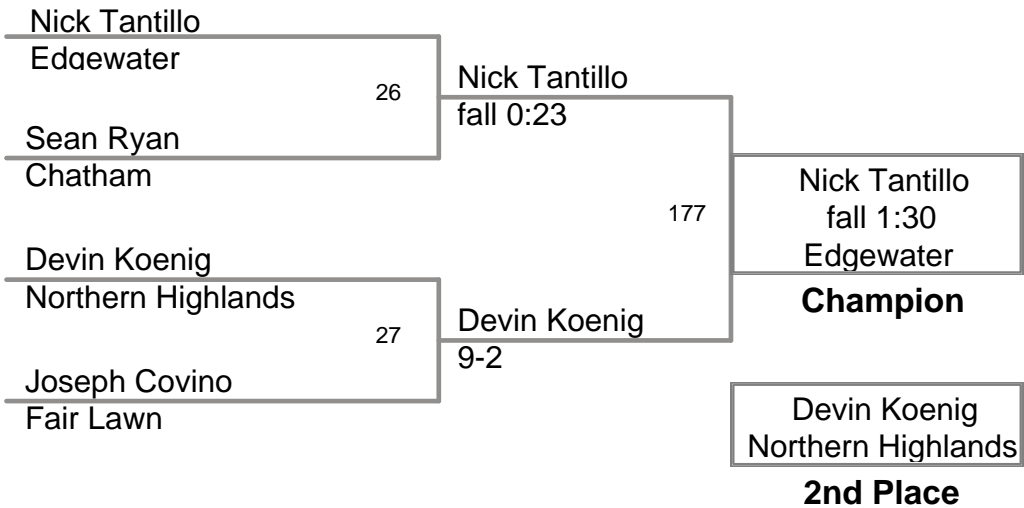 Nick Tantillo
Edgewater
26
Sean Ryan
Chatham
Devin Koenig
Northern Highlands
27
Joseph Covino
Fair Lawn
Nick Tantillo
fall 0:23
177
Devin Koenig
9-2
Nick Tantillo
fall 1:30
Edgewater
Champion
Devin Koenig
Northern Highlands
2nd Place